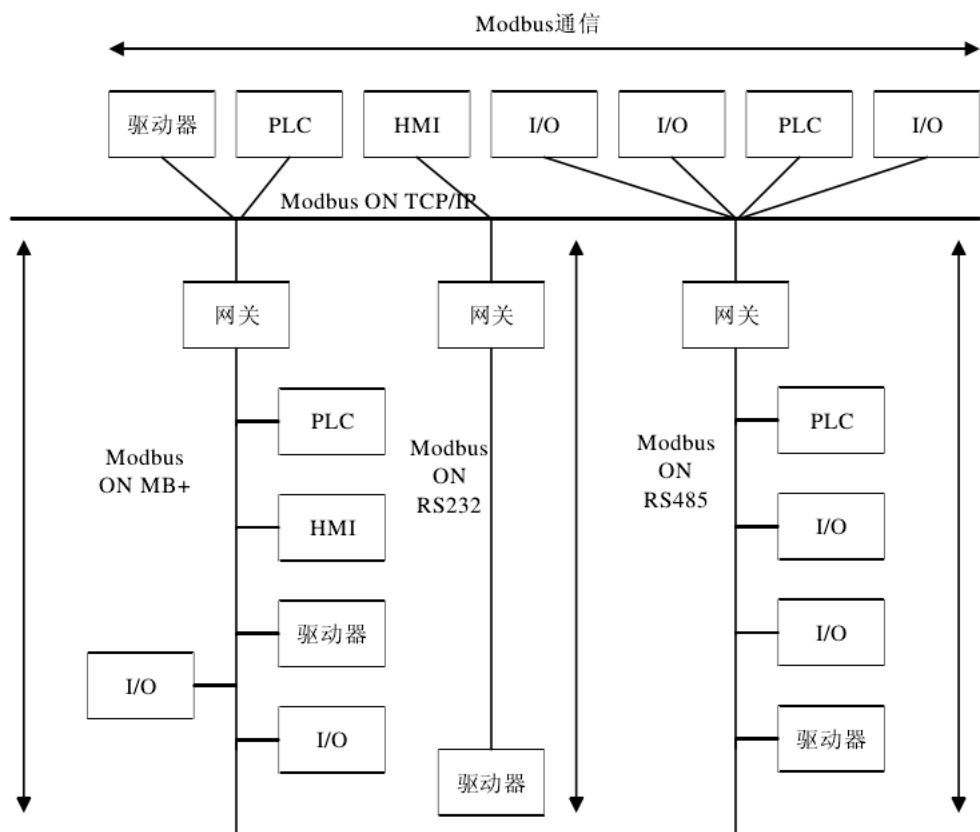 Modbus通信
驱动器
PLC
HMI
I/O
I/O
PLC
I/O
Modbus ON TCP/IP
网关
网关
网关
Modbus
ON MB+
PLC
HMI
驱动器
I/O
I/O
Modbus
ON
RS232
驱动器
Modbus
ON
RS485
PLC
I/O
I/O
驱动器